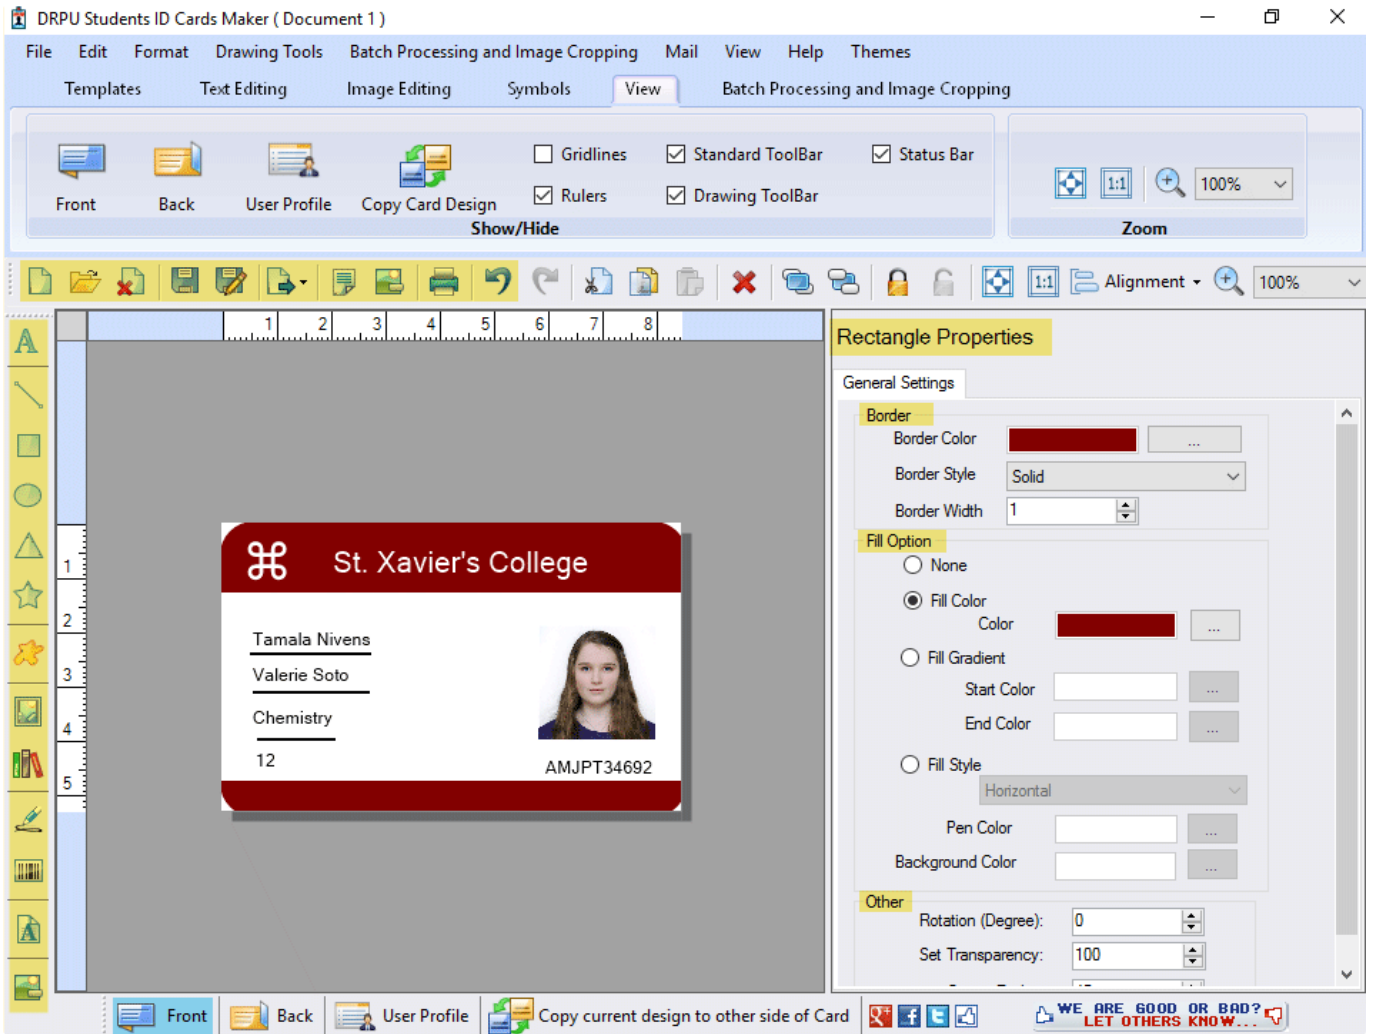 DRPU Students ID Cards Maker ( Document 1 )
File Edit Format Drawing Tools Batch Processing and Image Cropping Mail View Help Themes
Templates Text Editing Image Editing Symbols View Batch Processing and Image Cropping
Gridlines Standard ToolBar Status Bar
Rulers Drawing ToolBar
1:1 100%
Front Back User Profile Copy Card Design
Show/Hide Zoom
1:1 Alignment 100%
1 2 3 4 5 6 7 8
Rectangle Properties
General Settings
Border
Border Color ...
Border Style Solid
Border Width 1
Fill Option
None
Fill Color
Color ...
Fill Gradient
Start Color ...
End Color ...
Fill Style
Horizontal
Pen Color ...
Background Color ...
Other
Rotation (Degree): 0
Set Transparency: 100
1
2
3
4
5
St. Xavier's College
Tamala Nivens
Valerie Soto
Chemistry
12
AMJPT34692
Front Back User Profile Copy current design to other side of Card
WE ARE GOOD OR BAD?
LET OTHERS KNOW...